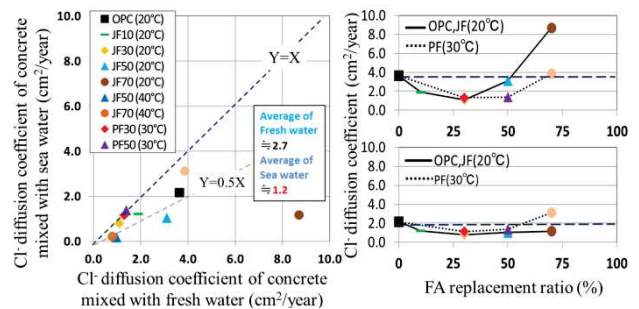 OPC (20℃)
JF10 (20℃)
JF30 (20℃)
JF50 (20℃)
JF70 (20℃)
JF50 (40℃)
JF70 (40℃)
PF30 (30℃)
PF50 (30℃)
10.0
8.0
6.0
4.0
2.0
0.0
Cl- diffusion coefficient of concrete
mixed with sea water (cm2/year)
Y=X
Y=0.5X
Average of
Fresh water
≒2.7
Average of Sea
water
≒1.2
0.0 2.0 4.0 6.0 8.0 10.0
Cl- diffusion coefficient of concrete
mixed with fresh water (cm2/year)
Cl- diffusion coefficient (cm2/year)
10.0
8.0
6.0
4.0
2.0
0.0
OPC,JF(20℃)
PF(30℃)
0 20 40 60 80
10.0
8.0
6.0
4.0
2.0
0.0
OPC,JF(20℃)
PF(30℃)
0 20 40 60 80
FA replacement ratio (%)